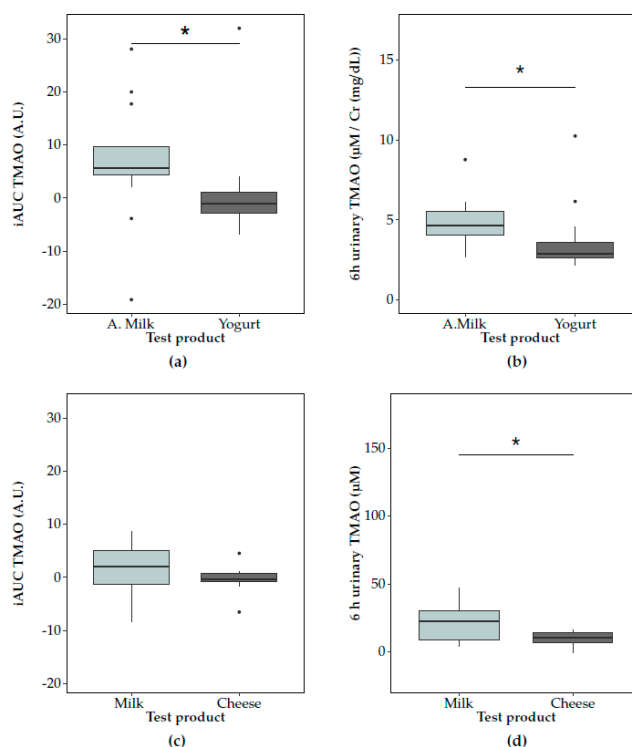 30
20
10
0
-10
-20
iAUC TMAO (A.U.)
*
A. Milk Yogurt
Test product
(a)
15
10
5
0
6h urinary TMAO (µM / Cr (mg/dL))
*
A.Milk Yogurt
Test product
(b)
30
20
10
0
-10
-20
iAUC TMAO (A.U.)
Milk Cheese
Test product
(c)
150
100
50
0
6 h urinary TMAO (µM)
*
Milk Cheese
Test product
(d)